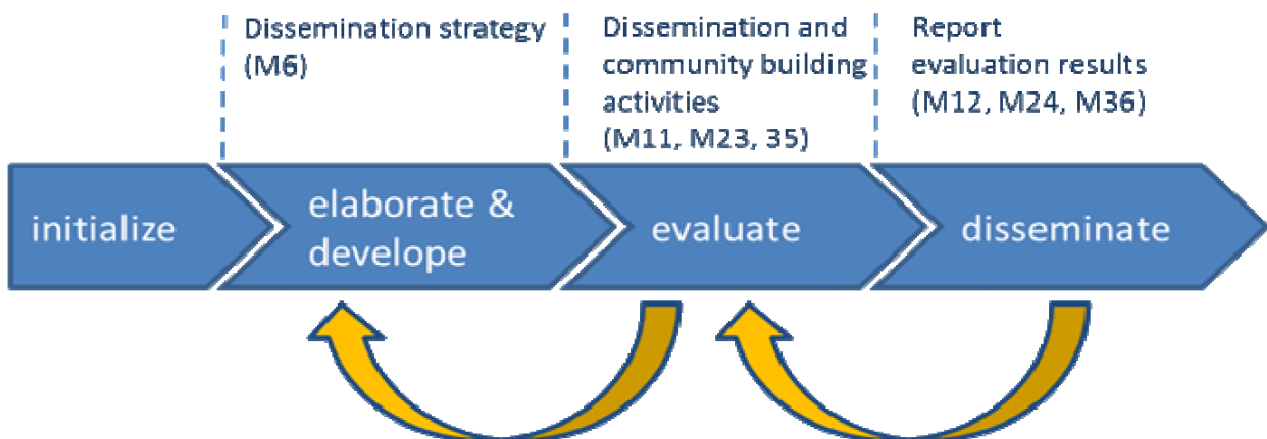 Dissemination strategy
(M6)
Dissemination and
community building
activities
(M11, M23, 35)
Report
evaluation results
(M12, M24, M36)
initialize
elaborate &
develope
evaluate
disseminate